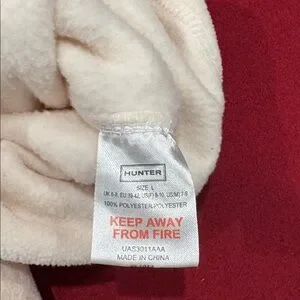 HUNTER
SIZE: L
100% POLYESTER/POLYESTER
KEEP AWAY
FROM FIRE
UAS3011AAA
MADE IN CHINA